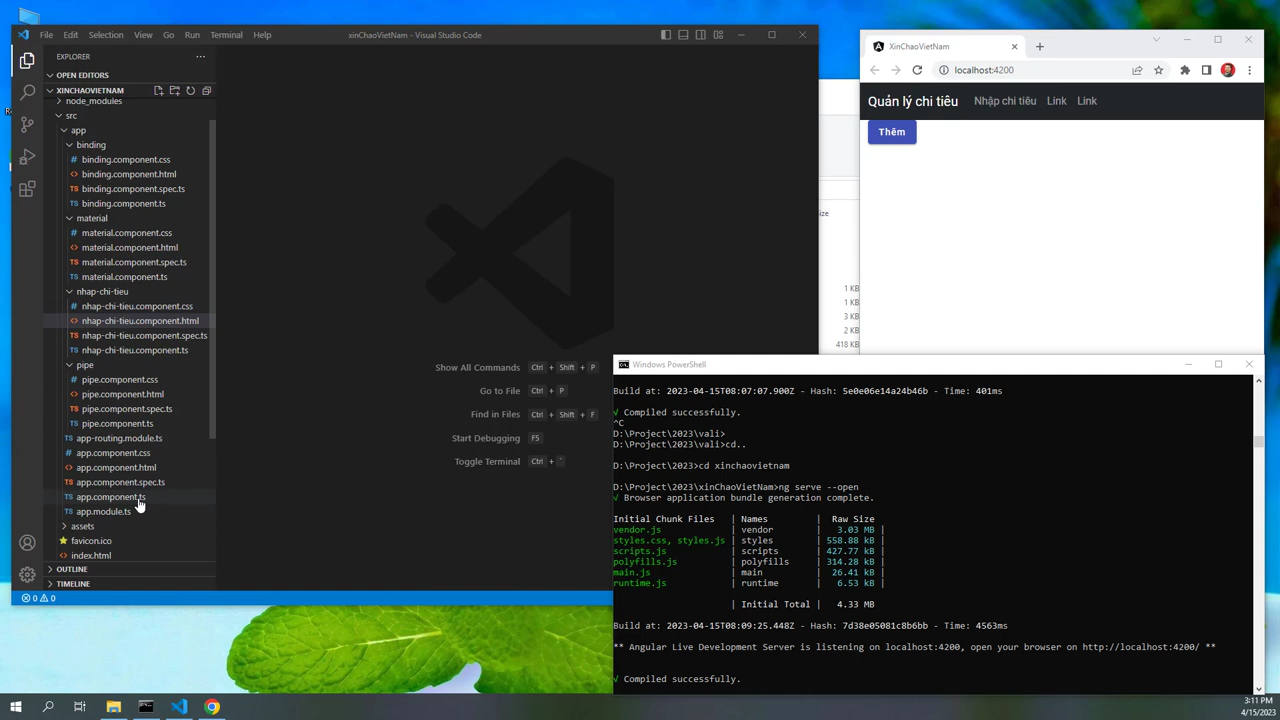 File Edit Selection View Go Run Terminal Help
xinChaoVietNam - Visual Studio Code
EXPLORER
OPEN EDITORS
XINCHAOVIETNAM
node_modules
src
app
binding
binding.component.css
binding.component.html
binding.component.spec.ts
binding.component.ts
material
material.component.css
material.component.html
material.component.spec.ts
material.component.ts
nhap-chi-tieu
nhap-chi-tieu.component.css
nhap-chi-tieu.component.html
nhap-chi-tieu.component.spec.ts
nhap-chi-tieu.component.ts
pipe
pipe.component.css
pipe.component.html
pipe.component.spec.ts
pipe.component.ts
app-routing.module.ts
app.component.css
app.component.html
app.component.spec.ts
app.component.ts
app.module.ts
assets
favicon.ico
index.html
OUTLINE
TIMELINE
0 0
Show All Commands Ctrl + Shift + P
Go to File Ctrl + P
Find in Files Ctrl + Shift + F
Start Debugging F5
Toggle Terminal Ctrl + `
XinChaoVietNam
localhost:4200
Quản lý chi tiêu Nhập chi tiêu Link Link
Thêm
ize
1 KB
1 KB
3 KB
2 KB
418 KB
Windows PowerShell
Build at: 2023-04-15T08:07:07.900Z - Hash: 5e0e06e14a24b46b - Time: 401ms
√ Compiled successfully.
^C
D:\Project\2023\vali>
D:\Project\2023\vali>cd..
D:\Project\2023>cd xinchaovietnam
D:\Project\2023\xinChaoVietNam>ng serve --open
√ Browser application bundle generation complete.
Initial Chunk Files | Names | Raw Size
vendor.js | vendor | 3.03 MB |
styles.css, styles.js | styles | 558.88 kB |
scripts.js | scripts | 427.77 kB |
polyfills.js | polyfills | 314.28 kB |
main.js | main | 26.41 kB |
runtime.js | runtime | 6.53 kB |
| Initial Total | 4.33 MB
Build at: 2023-04-15T08:09:25.448Z - Hash: 7d38e05081c8b6bb - Time: 4563ms
** Angular Live Development Server is listening on localhost:4200, open your browser on http://localhost:4200/ **
√ Compiled successfully.
3:11 PM
4/15/2023